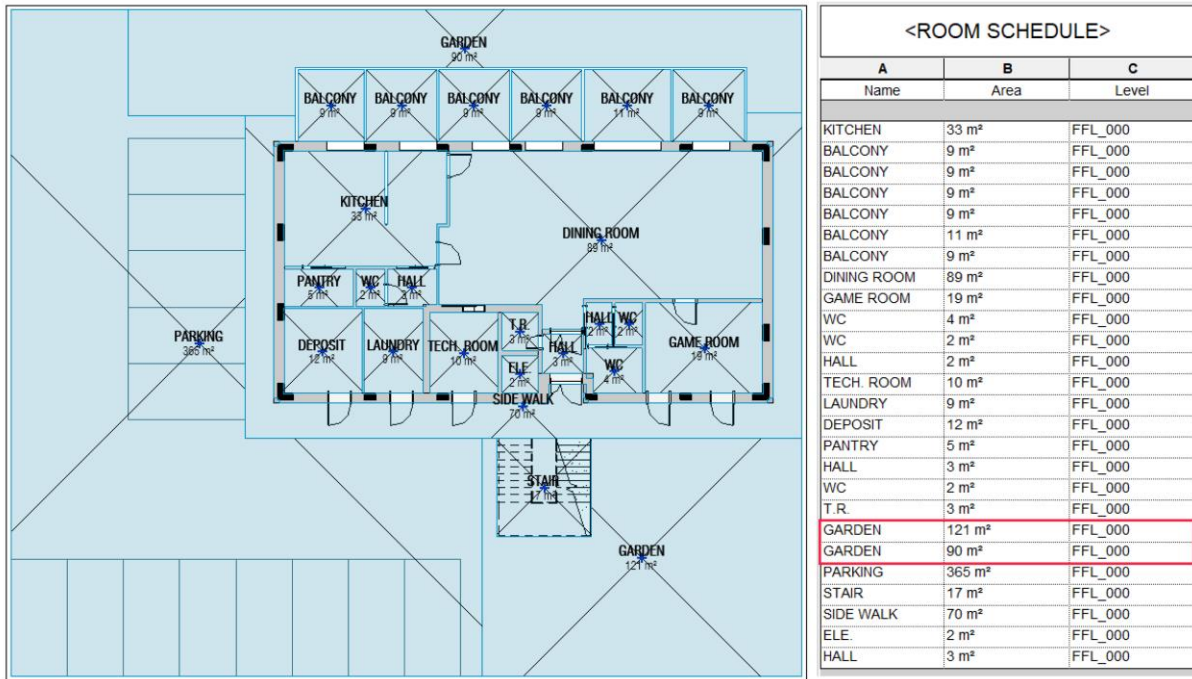 GARDEN
90 m²
BALCONY BALCONY BALCONY BALCONY BALCONY BALCONY
9 m² 9 m² 9 m² 9 m² 11 m² 9 m²
KITCHEN
33 m²
DINING ROOM
89 m²
PANTRY WC HALL
5 m² 2 m² 3 m²
PARKING
365 m²
DEPOSIT LAUNDRY TECH. ROOM
12 m² 9 m² 10 m²
T.R.
3 m²
ELE.
2 m²
HALL
3 m²
HALL WC
2 m² 2 m²
WC
4 m²
GAME ROOM
19 m²
SIDE WALK
70 m²
STAIR
17 m²
GARDEN
121 m²
<ROOM SCHEDULE>
A B C
Name Area Level
KITCHEN 33 m² FFL_000
BALCONY 9 m² FFL_000
BALCONY 9 m² FFL_000
BALCONY 9 m² FFL_000
BALCONY 9 m² FFL_000
BALCONY 11 m² FFL_000
BALCONY 9 m² FFL_000
DINING ROOM 89 m² FFL_000
GAME ROOM 19 m² FFL_000
WC 4 m² FFL_000
WC 2 m² FFL_000
HALL 2 m² FFL_000
TECH. ROOM 10 m² FFL_000
LAUNDRY 9 m² FFL_000
DEPOSIT 12 m² FFL_000
PANTRY 5 m² FFL_000
HALL 3 m² FFL_000
WC 2 m² FFL_000
T.R. 3 m² FFL_000
GARDEN 121 m² FFL_000
GARDEN 90 m² FFL_000
PARKING 365 m² FFL_000
STAIR 17 m² FFL_000
SIDE WALK 70 m² FFL_000
ELE. 2 m² FFL_000
HALL 3 m² FFL_000